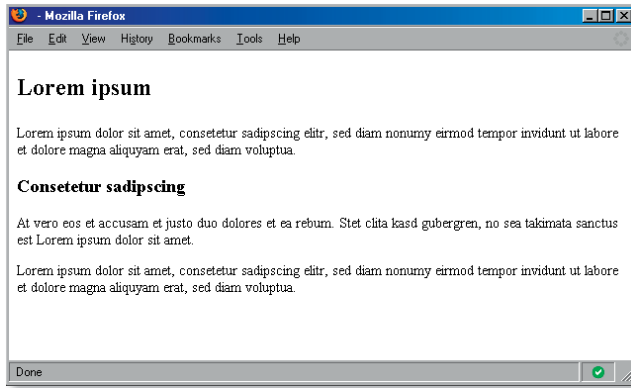 - Mozilla Firefox
File Edit View History Bookmarks Tools Help
Lorem ipsum
Lorem ipsum dolor sit amet, consetetur sadipscing elitr, sed diam nonumy eirmod tempor invidunt ut labore
et dolore magna aliquyam erat, sed diam voluptua.
Consetetur sadipscing
At vero eos et accusam et justo duo dolores et ea rebum. Stet clita kasd gubergren, no sea takimata sanctus
est Lorem ipsum dolor sit amet.
Lorem ipsum dolor sit amet, consetetur sadipscing elitr, sed diam nonumy eirmod tempor invidunt ut labore
et dolore magna aliquyam erat, sed diam voluptua.
Done